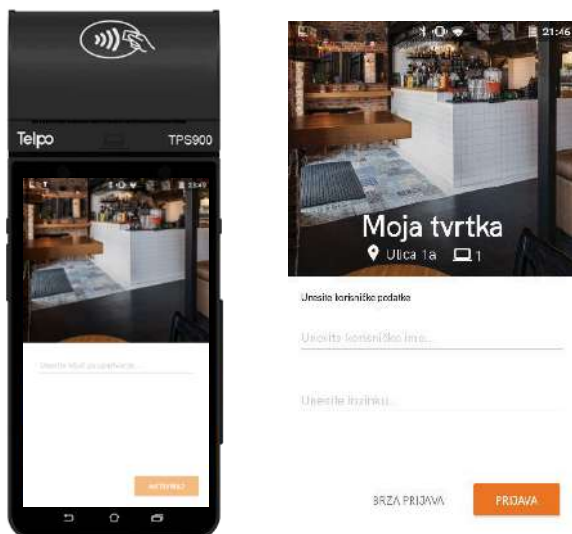 Telpo TPS900
21:46
Moja tvrtka
Ulica 1a 1
Unesite korisničke podatke
Unesite korisničko ime...
Unesite lozinku...
BRZA PRIJAVA PRIJAVA